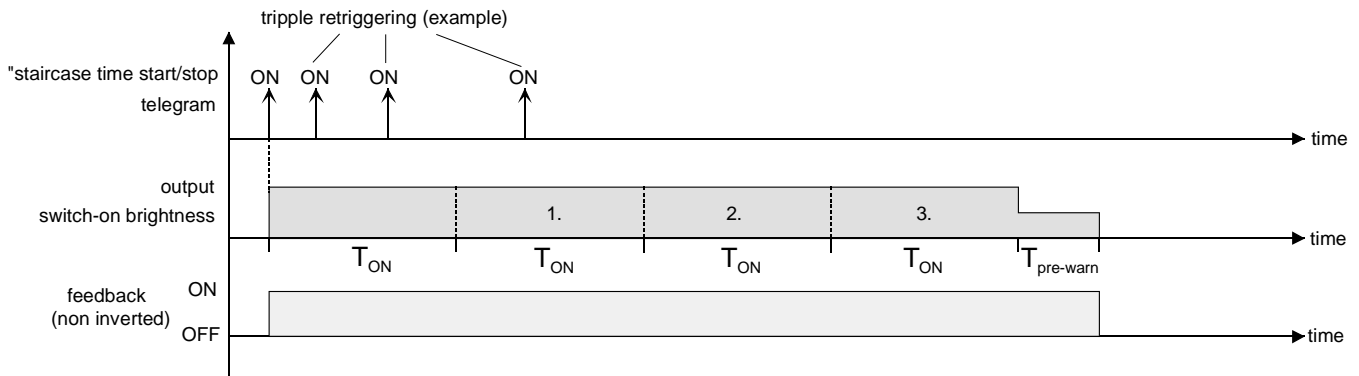 tripple retriggering (example)
"staircase time start/stop
telegram
ON ON ON ON
time
output
switch-on brightness
1. 2. 3.
time
TON TON TON TON Tpre-warn
feedback
(non inverted)
ON
OFF
time